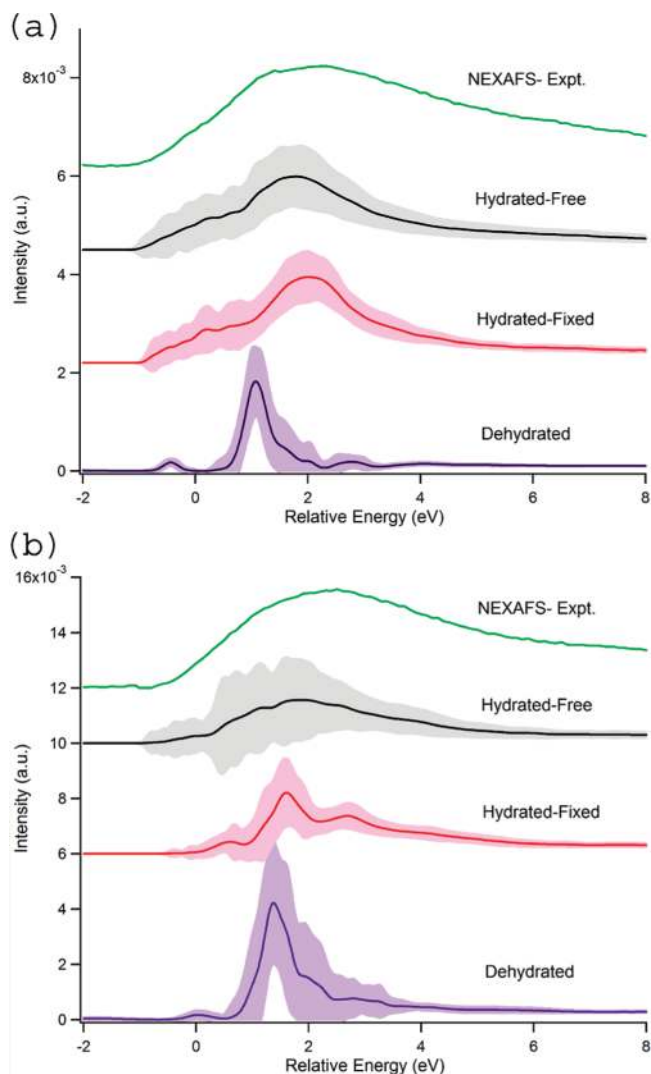 (a)
8x10⁻³
NEXAFS- Expt.
6
Hydrated-Free
4
Hydrated-Fixed
2
Dehydrated
0
Intensity (a.u.)
-2 0 2 4 6 8
Relative Energy (eV)
(b)
16x10⁻³
NEXAFS- Expt.
14
12
Hydrated-Free
10
8
Hydrated-Fixed
6
4
Dehydrated
2
0
Intensity (a.u.)
-2 0 2 4 6 8
Relative Energy (eV)